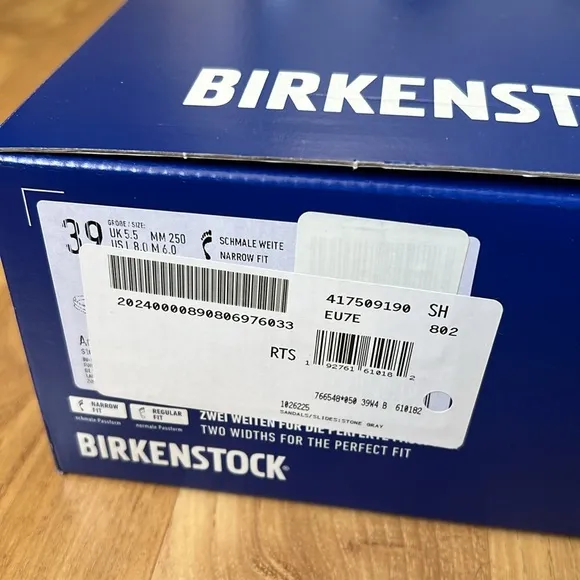 BIRKENST
39
GRÖßE / SIZE:
UK 5.5 MM 250
US L 8.0 M 6.0
SCHMALE WEITE
NARROW FIT
20240000890806976033
417509190 SH
EU7E 802
RTS
1 92761 61018 2
766548*050 39W4 B 610182
1026225
SANDALS/SLIDES:STONE GRAY
NARROW FIT
schmale Passform
REGULAR FIT
normale Passform
ZWEI WEITEN FÜR DIE
TWO WIDTHS FOR THE PERFECT FIT
BIRKENSTOCK